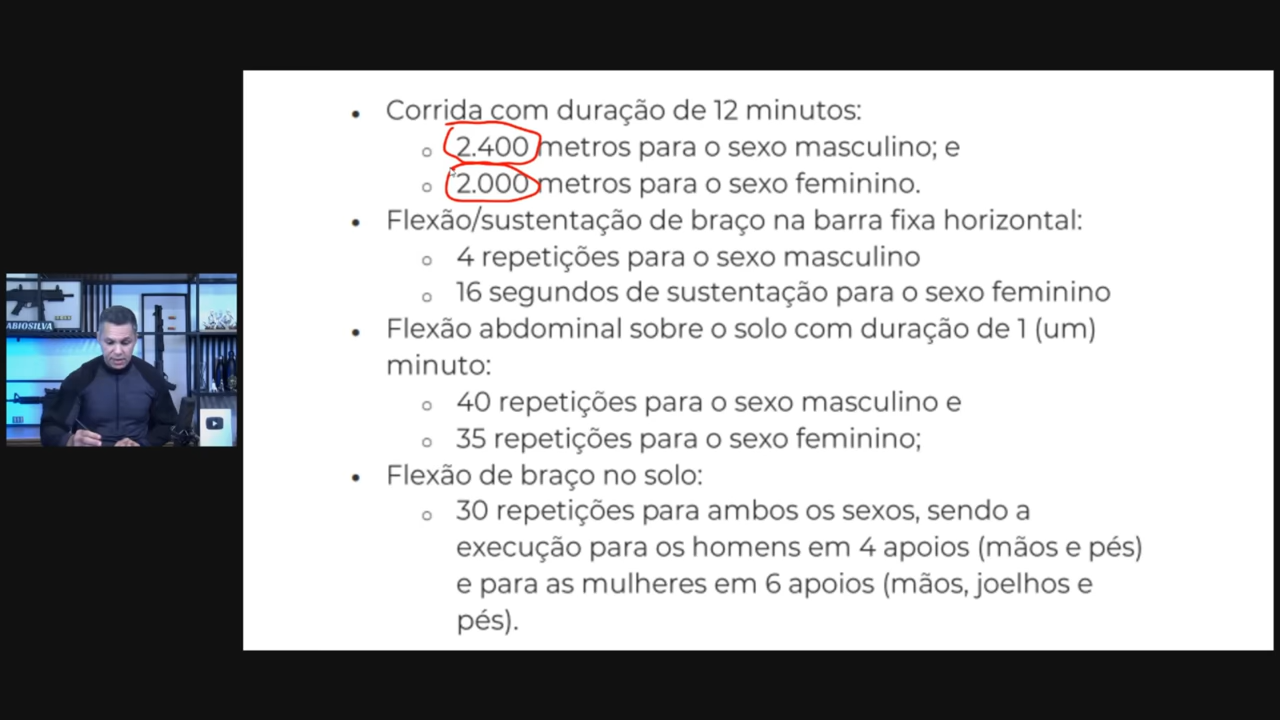 • Corrida com duração de 12 minutos:
○ 2.400 metros para o sexo masculino; e
○ 2.000 metros para o sexo feminino.
• Flexão/sustentação de braço na barra fixa horizontal:
○ 4 repetições para o sexo masculino
○ 16 segundos de sustentação para o sexo feminino
• Flexão abdominal sobre o solo com duração de 1 (um)
minuto:
○ 40 repetições para o sexo masculino e
○ 35 repetições para o sexo feminino;
• Flexão de braço no solo:
○ 30 repetições para ambos os sexos, sendo a
execução para os homens em 4 apoios (mãos e pés)
e para as mulheres em 6 apoios (mãos, joelhos e
pés).
ABIOSILVA